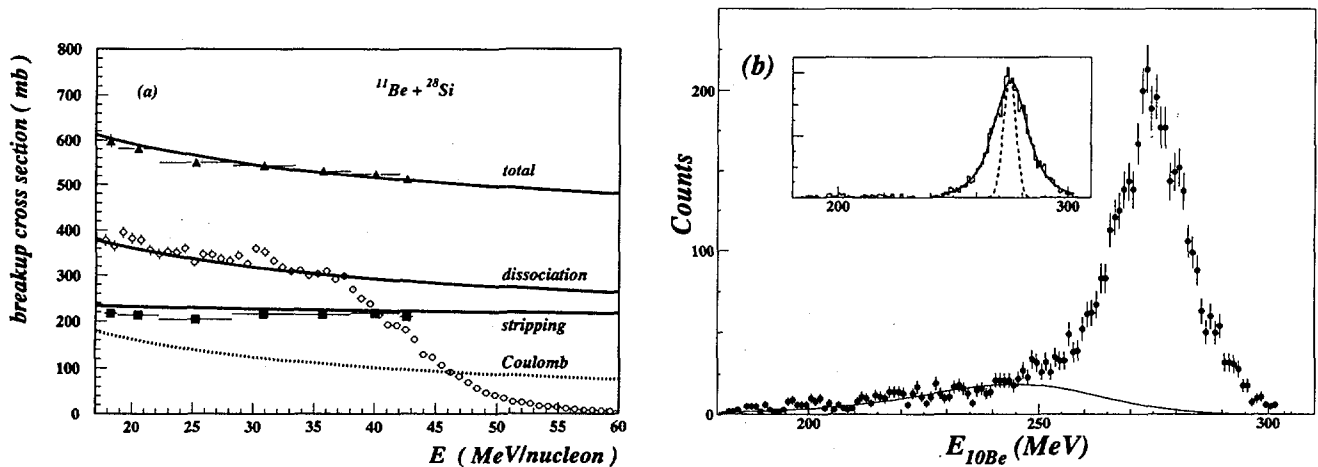 breakup cross section ( mb )
800
700
600
500
400
300
200
100
0
(a)
¹¹Be + ²⁸Si
total
dissociation
stripping
Coulomb
20 25 30 35 40 45 50 55 60
E ( MeV/nucleon )
(b)
Counts
200
100
0
200 300
200 250 300
E10Be (MeV)